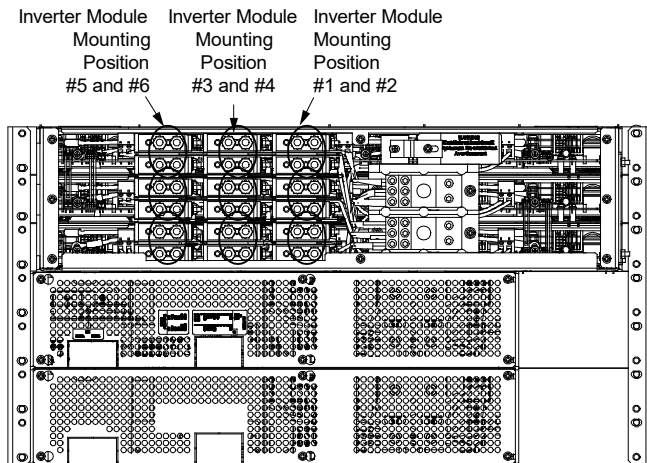 Inverter Module
Mounting
Position
#5 and #6
Inverter Module
Mounting
Position
#3 and #4
Inverter Module
Mounting
Position
#1 and #2